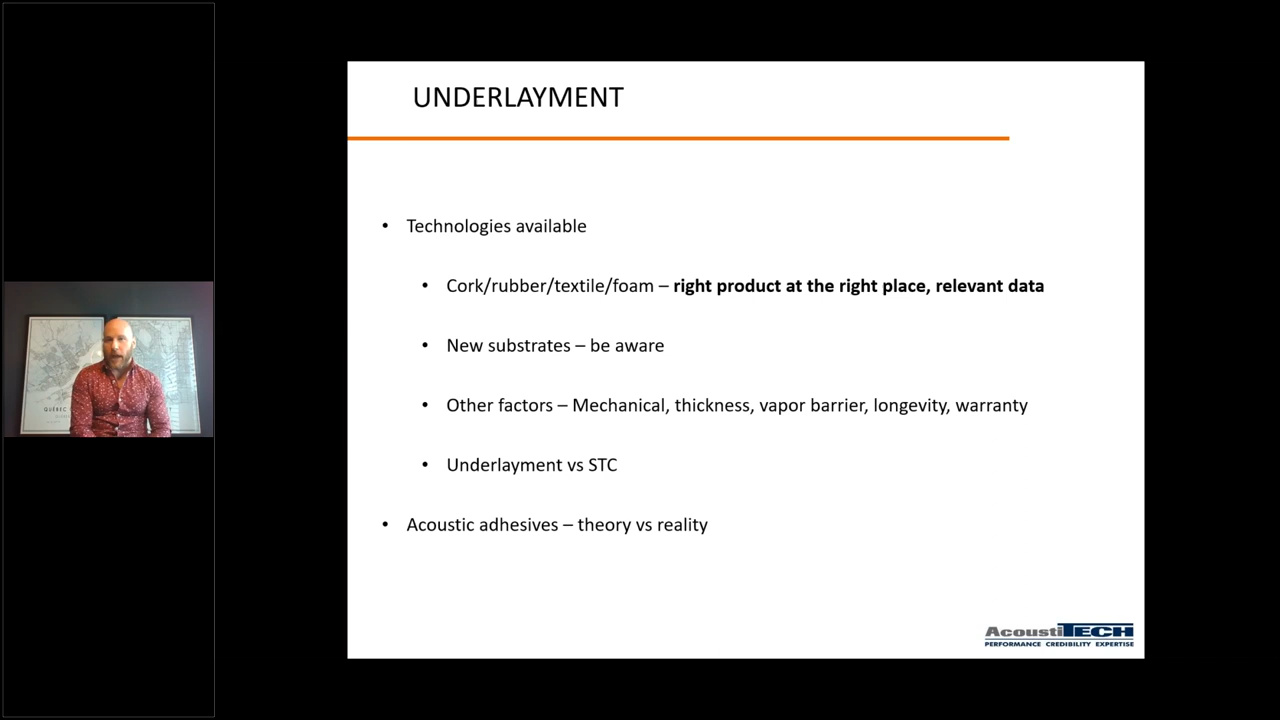 UNDERLAYMENT
• Technologies available
• Cork/rubber/textile/foam – right product at the right place, relevant data
• New substrates – be aware
• Other factors – Mechanical, thickness, vapor barrier, longevity, warranty
• Underlayment vs STC
• Acoustic adhesives – theory vs reality
QUÉBEC
AcoustiTECH
PERFORMANCE CREDIBILITY EXPERTISE